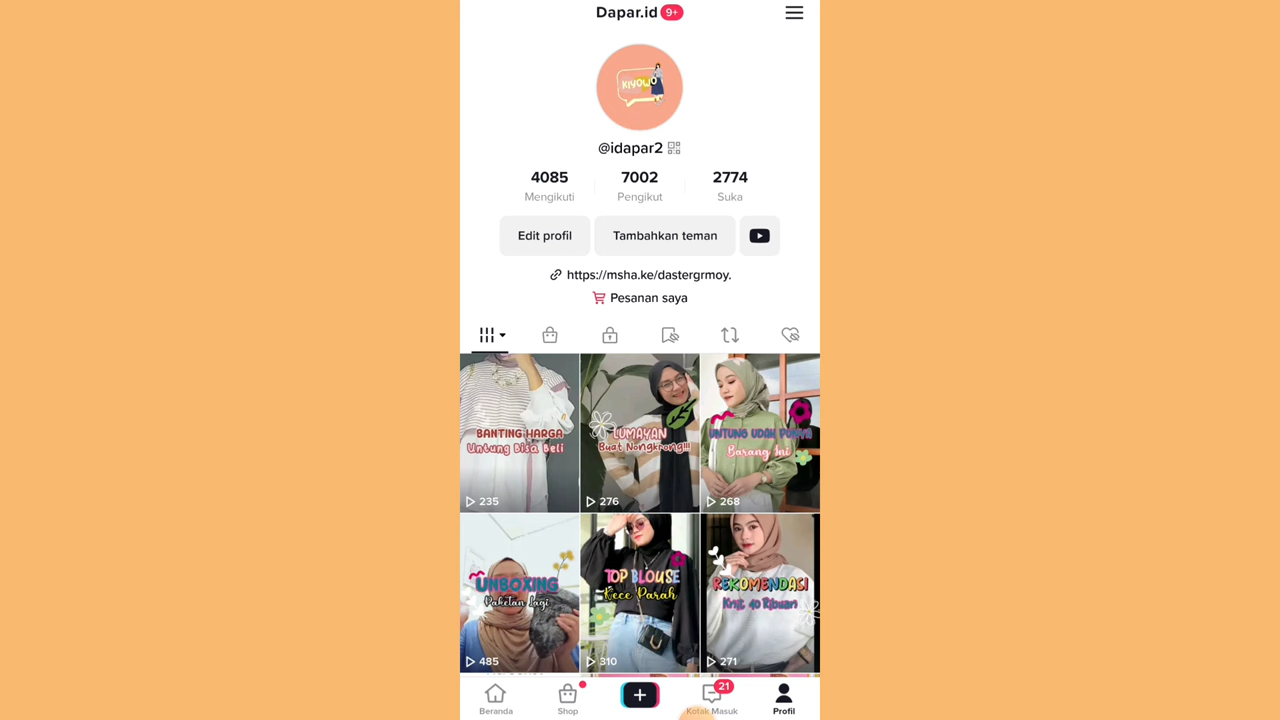 Dapar.id 9+
KIYOWO
@idapar2
4085 7002 2774
Mengikuti Pengikut Suka
Edit profil Tambahkan teman
https://msha.ke/dastergrmoy.
Pesanan saya
BANTING HARGA
Untung Bisa Beli
235
LUMAYAN
Buat Nongkrong!!!
276
UNTUNG UDAH PUNYA
Barang Ini
268
UNBOXING
Paketan Lagi
485
TOP BLOUSE
Kece Parah
310
REKOMENDASI
Knit 40 Ribuan
271
21
Beranda Shop Kotak Masuk Profil